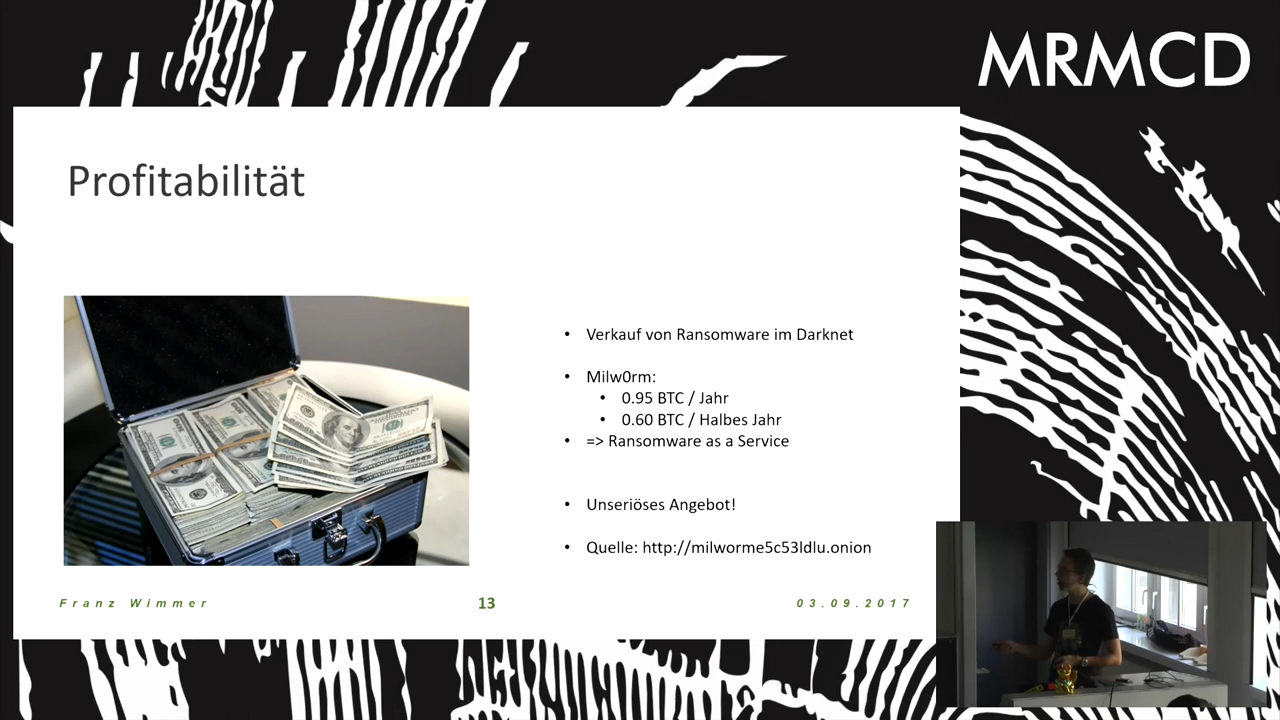 MRMCD
Profitabilität
• Verkauf von Ransomware im Darknet
• Milw0rm:
• 0.95 BTC / Jahr
• 0.60 BTC / Halbes Jahr
• => Ransomware as a Service
• Unseriöses Angebot!
• Quelle: http://milworme5c53ldlu.onion
Franz Wimmer
13
03.09.2017